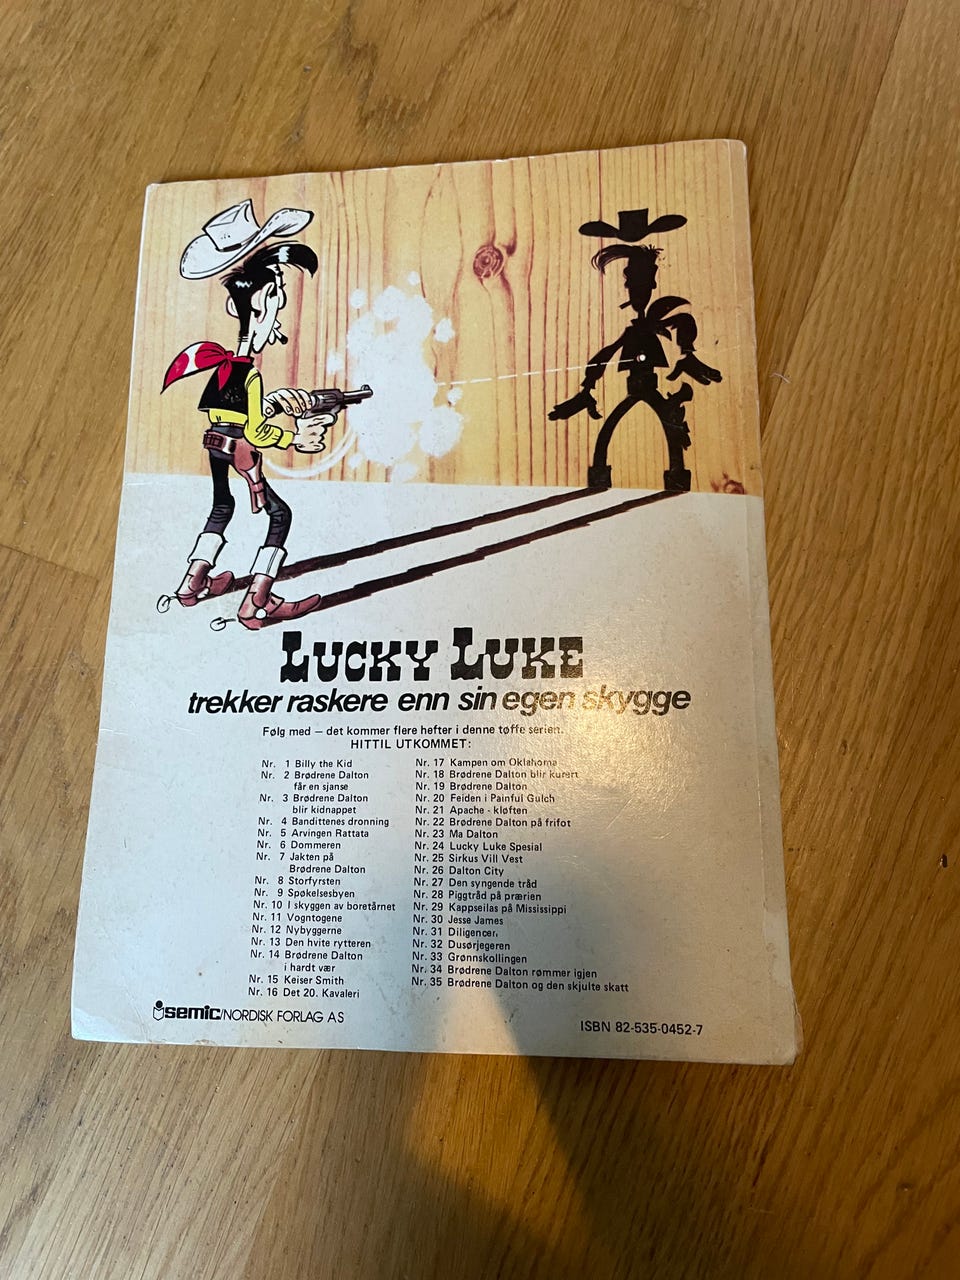 LUCKY LUKE
trekker raskere enn sin egen skygge
Følg med – det kommer flere hefter i denne tøffe serien.
HITTIL UTKOMMET:
Nr. 1 Billy the Kid
Nr. 2 Brødrene Dalton
får en sjanse
Nr. 3 Brødrene Dalton
blir kidnappet
Nr. 4 Bandittenes dronning
Nr. 5 Arvingen Rattata
Nr. 6 Dommeren
Nr. 7 Jakten på
Brødrene Dalton
Nr. 8 Storfyrsten
Nr. 9 Spøkelsesbyen
Nr. 10 I skyggen av boretårnet
Nr. 11 Vogntogene
Nr. 12 Nybyggerne
Nr. 13 Den hvite rytteren
Nr. 14 Brødrene Dalton
i hardt vær
Nr. 15 Keiser Smith
Nr. 16 Det 20. Kavaleri
Nr. 17 Kampen om Oklahoma
Nr. 18 Brødrene Dalton blir kurert
Nr. 19 Brødrene Dalton
Nr. 20 Feiden i Painful Gulch
Nr. 21 Apache - kløften
Nr. 22 Brødrene Dalton på frifot
Nr. 23 Ma Dalton
Nr. 24 Lucky Luke Spesial
Nr. 25 Sirkus Vill Vest
Nr. 26 Dalton City
Nr. 27 Den syngende tråd
Nr. 28 Piggtråd på prærien
Nr. 29 Kappseilas på Mississippi
Nr. 30 Jesse James
Nr. 31 Diligencen
Nr. 32 Dusørjegeren
Nr. 33 Grønnskollingen
Nr. 34 Brødrene Dalton rømmer igjen
Nr. 35 Brødrene Dalton og den skjulte skatt
semic/NORDISK FORLAG AS
ISBN 82-535-0452-7